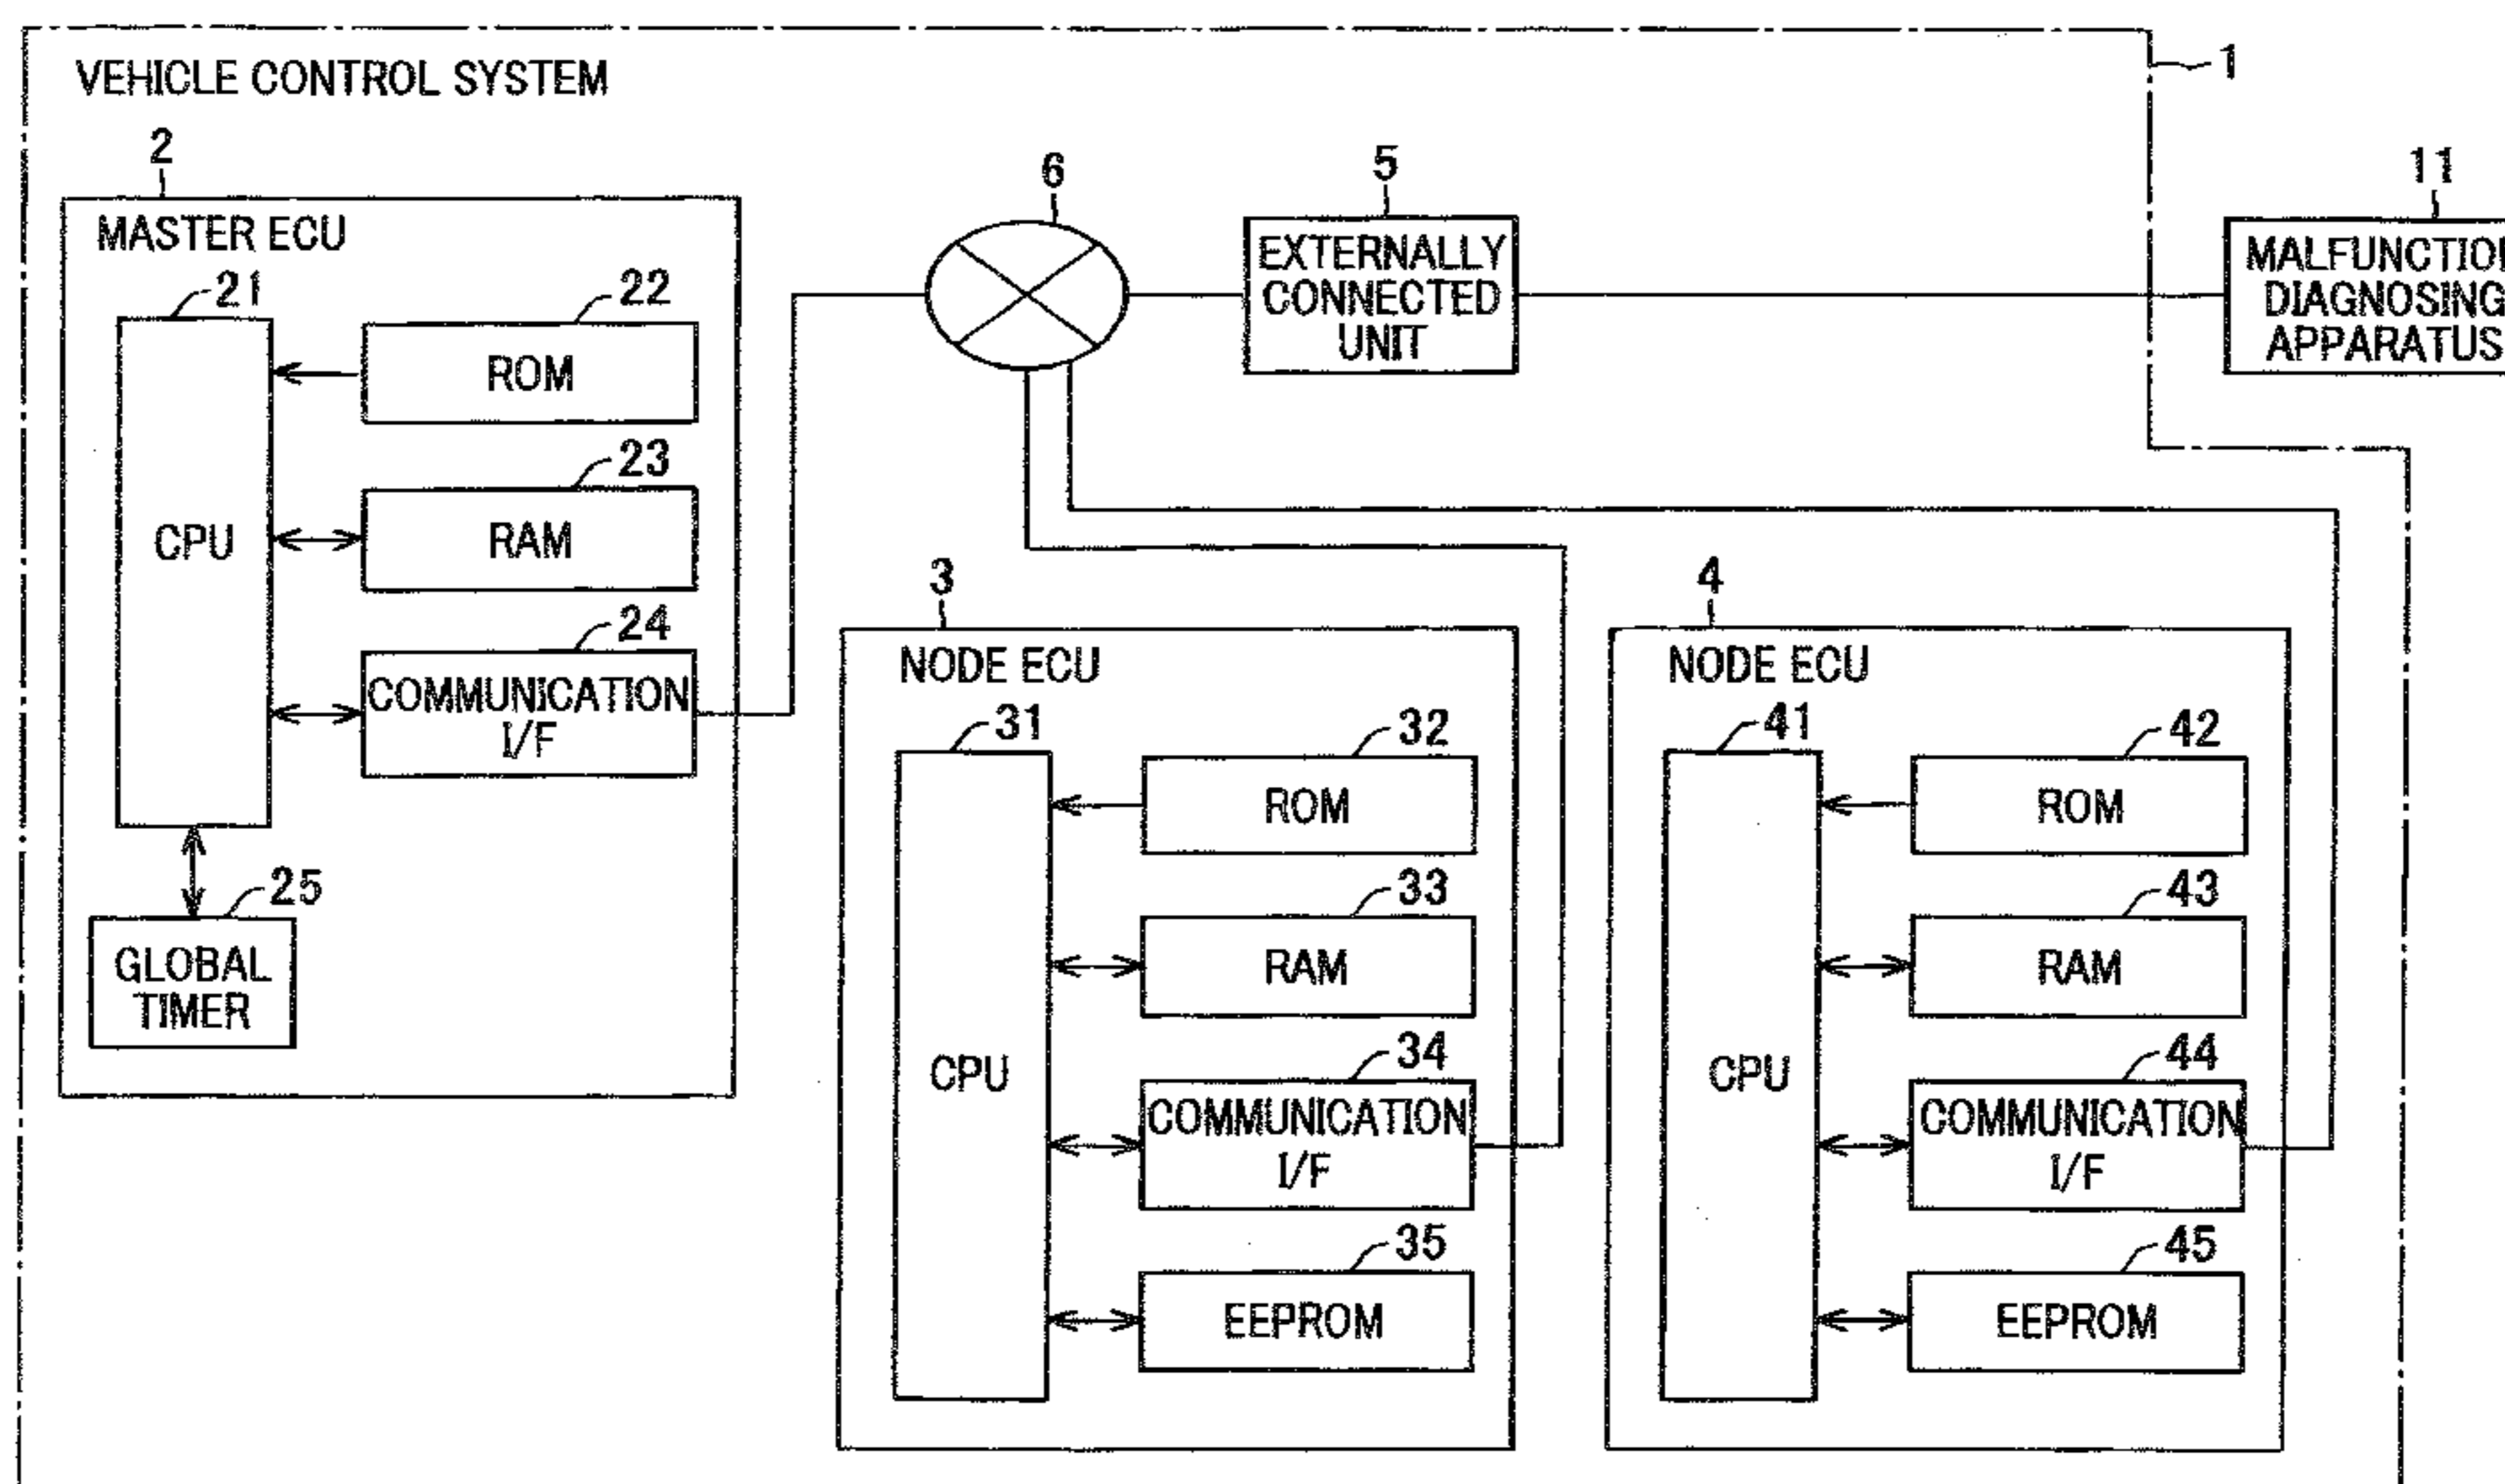 VEHICLE CONTROL SYSTEM
1
2
MASTER ECU
21
CPU
22
ROM
23
RAM
24
COMMUNICATION
I/F
25
GLOBAL
TIMER
6
5
EXTERNALLY
CONNECTED
UNIT
11
MALFUNCTION
DIAGNOSING
APPARATUS
3
NODE ECU
31
CPU
32
ROM
33
RAM
34
COMMUNICATION
I/F
35
EEPROM
4
NODE ECU
41
CPU
42
ROM
43
RAM
44
COMMUNICATION
I/F
45
EEPROM